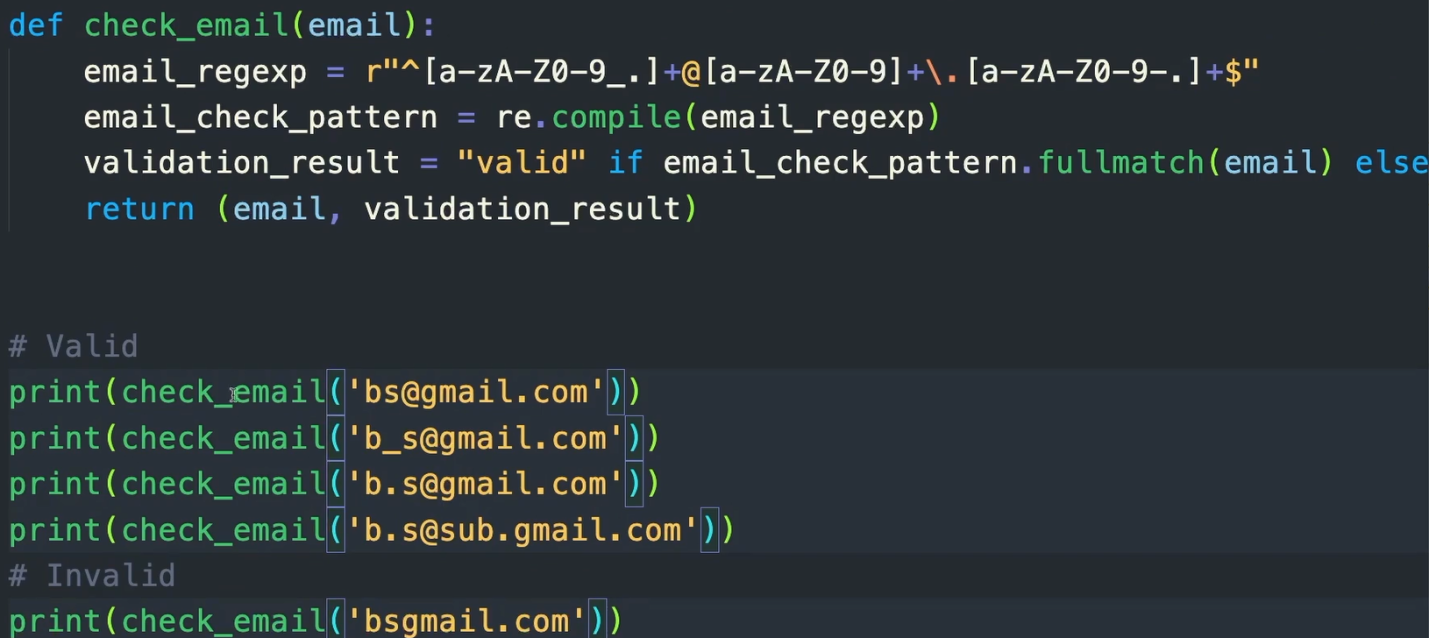 def check_email(email):
    email_regexp = r"^[a-zA-Z0-9_.]+@[a-zA-Z0-9]+\.[a-zA-Z0-9-.]+$"
    email_check_pattern = re.compile(email_regexp)
    validation_result = "valid" if email_check_pattern.fullmatch(email) else
    return (email, validation_result)
# Valid
print(check_email('bs@gmail.com'))
print(check_email('b_s@gmail.com'))
print(check_email('b.s@gmail.com'))
print(check_email('b.s@sub.gmail.com'))
# Invalid
print(check_email('bsgmail.com'))